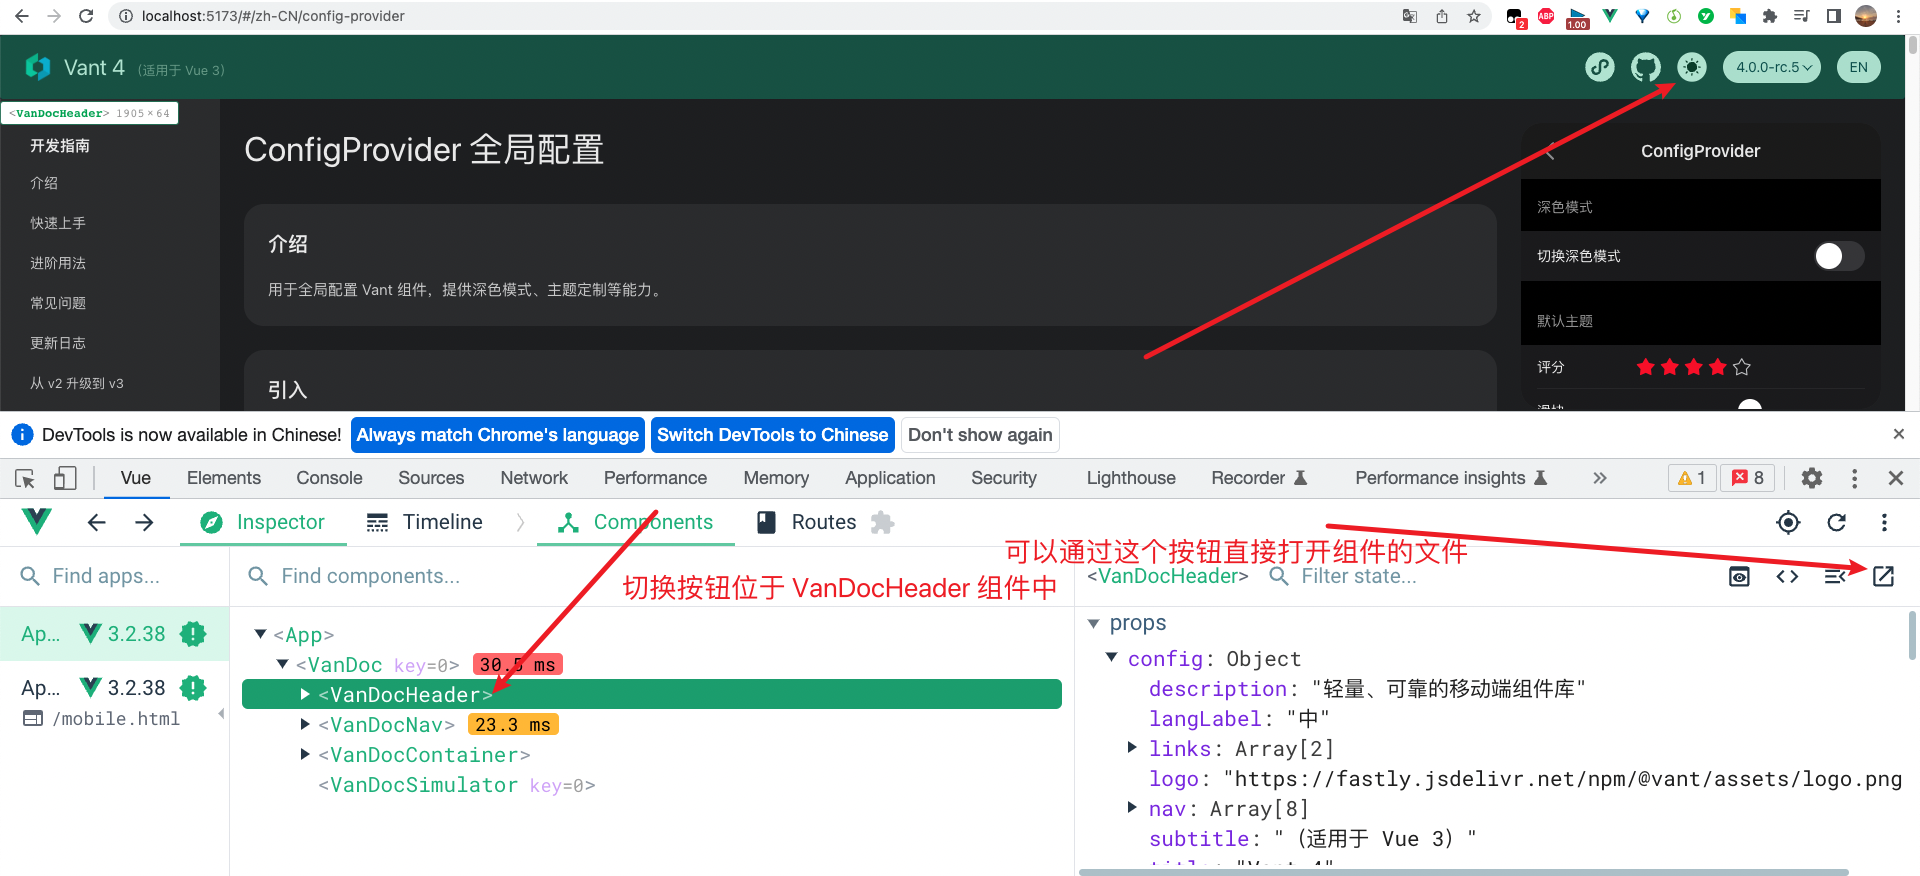 localhost:5173/#/zh-CN/config-provider
2
ABP
1.00
Vant 4 (适用于 Vue 3)
4.0.0-rc.5
EN
<VanDocHeader> 1905 × 64
开发指南
介绍
快速上手
进阶用法
常见问题
更新日志
从 v2 升级到 v3
ConfigProvider 全局配置
介绍
用于全局配置 Vant 组件，提供深色模式、主题定制等能力。
引入
ConfigProvider
深色模式
切换深色模式
默认主题
评分
滑块
DevTools is now available in Chinese! Always match Chrome's language Switch DevTools to Chinese Don't show again
Vue Elements Console Sources Network Performance Memory Application Security Lighthouse Recorder Performance insights 1 8
Inspector Timeline Components Routes
可以通过这个按钮直接打开组件的文件
Find apps... Find components... <VanDocHeader> Filter state...
切换按钮位于 VanDocHeader 组件中
Ap... 3.2.38
Ap... 3.2.38
/mobile.html
<App>
<VanDoc key=0> 30.5 ms
<VanDocHeader>
<VanDocNav> 23.3 ms
<VanDocContainer>
<VanDocSimulator key=0>
props
config: Object
description: "轻量、可靠的移动端组件库"
langLabel: "中"
links: Array[2]
logo: "https://fastly.jsdelivr.net/npm/@vant/assets/logo.png
nav: Array[8]
subtitle: "（适用于 Vue 3）"
title: "Vant 4"